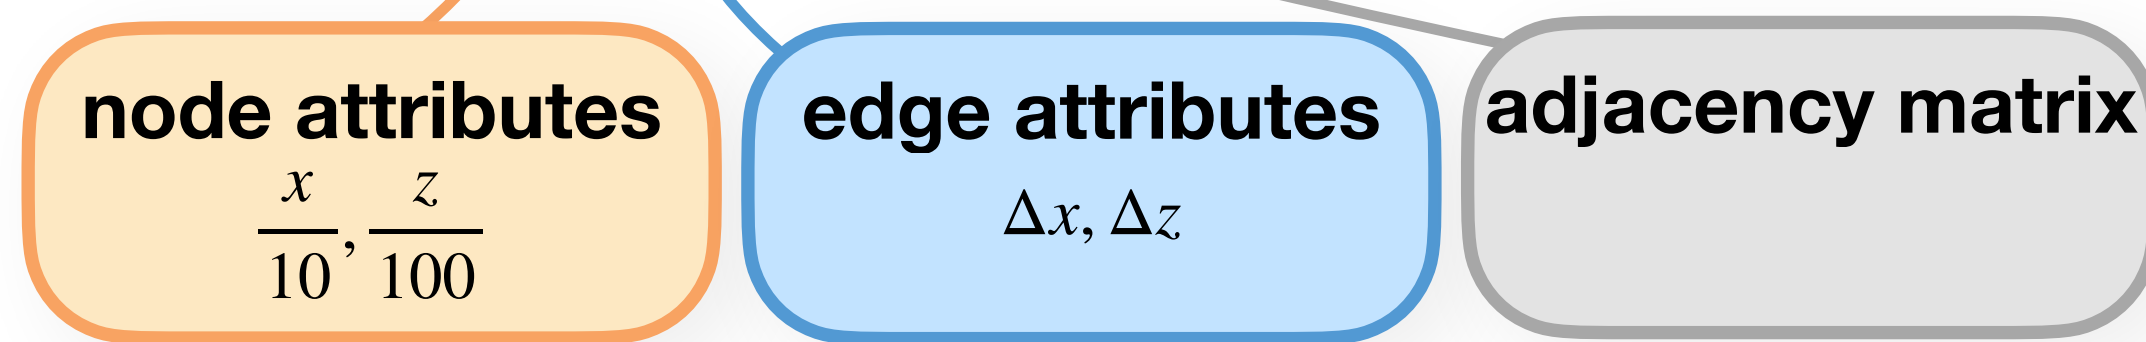 node attributes
x/10, z/100
edge attributes
Δx, Δz
adjacency matrix